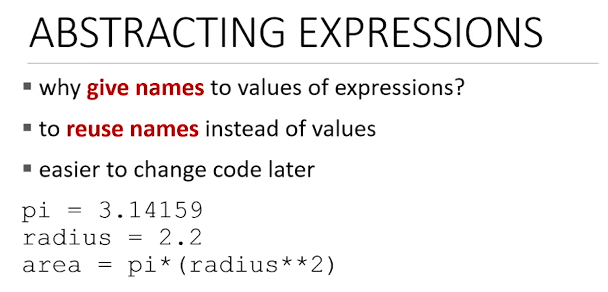 ABSTRACTING EXPRESSIONS
▪ why give names to values of expressions?
▪ to reuse names instead of values
▪ easier to change code later
pi = 3.14159
radius = 2.2
area = pi*(radius**2)